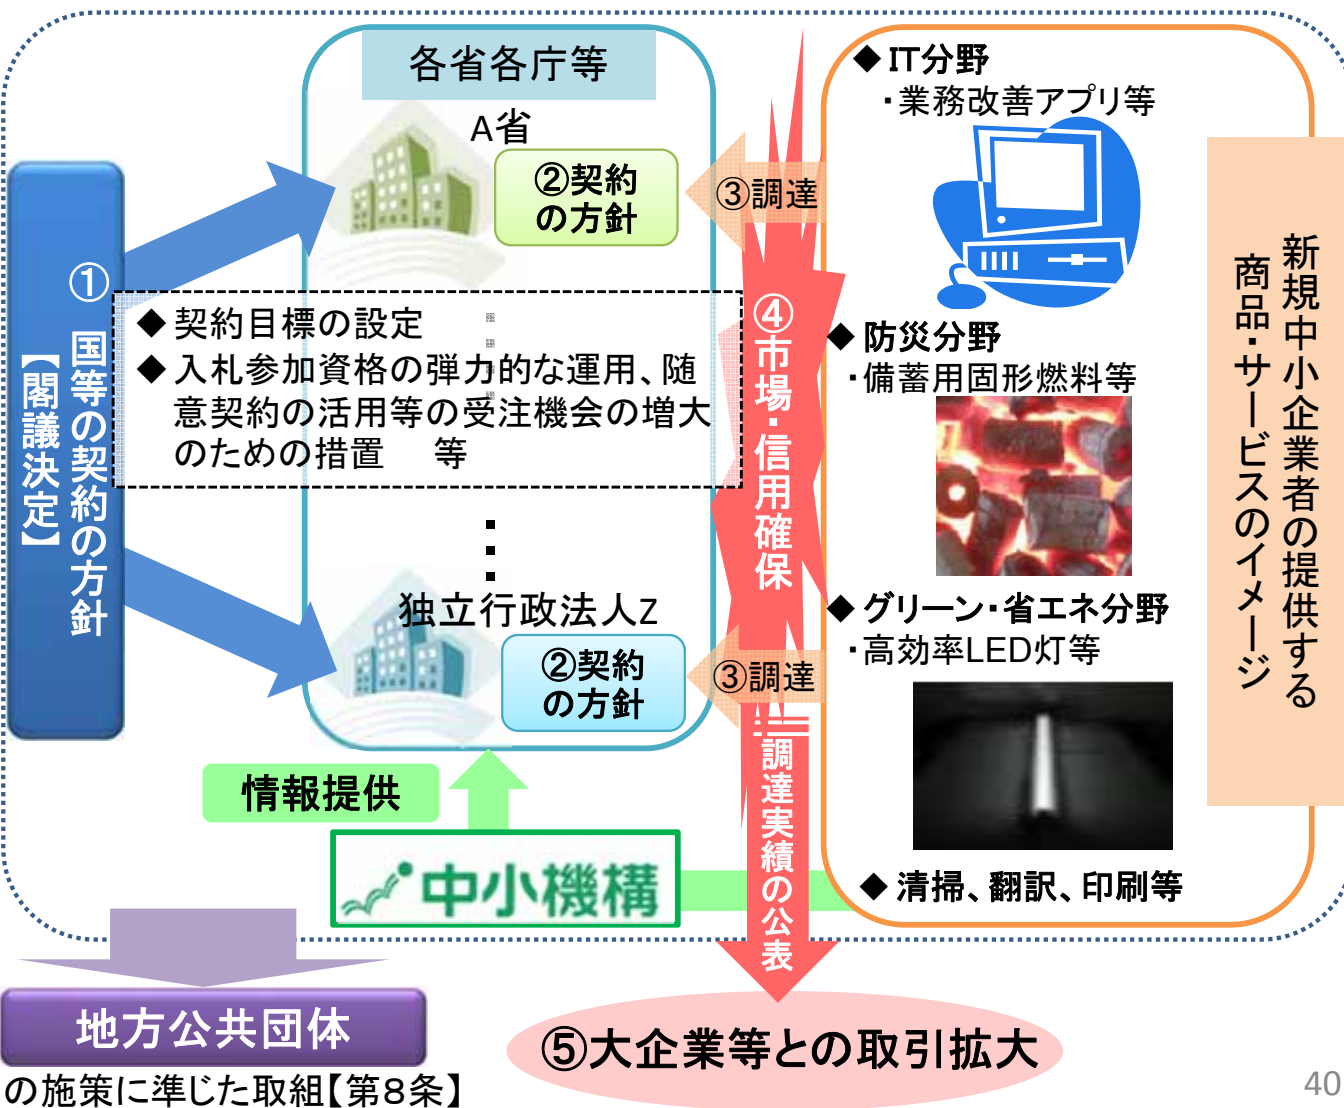 各省各庁等
A省
②契約
の方針
③調達
① 国等の契約の方針
【閣議決定】
◆契約目標の設定
◆入札参加資格の弾力的な運用、随
意契約の活用等の受注機会の増大
のための措置 等
独立行政法人Z
②契約
の方針
③調達
④市場・信用確保
調達実績の公表
◆IT分野
・業務改善アプリ等
◆防災分野
・備蓄用固形燃料等
◆グリーン・省エネ分野
・高効率LED灯等
◆清掃、翻訳、印刷等
新規中小企業者の提供する
商品・サービスのイメージ
情報提供
中小機構
地方公共団体
の施策に準じた取組【第8条】
⑤大企業等との取引拡大
40